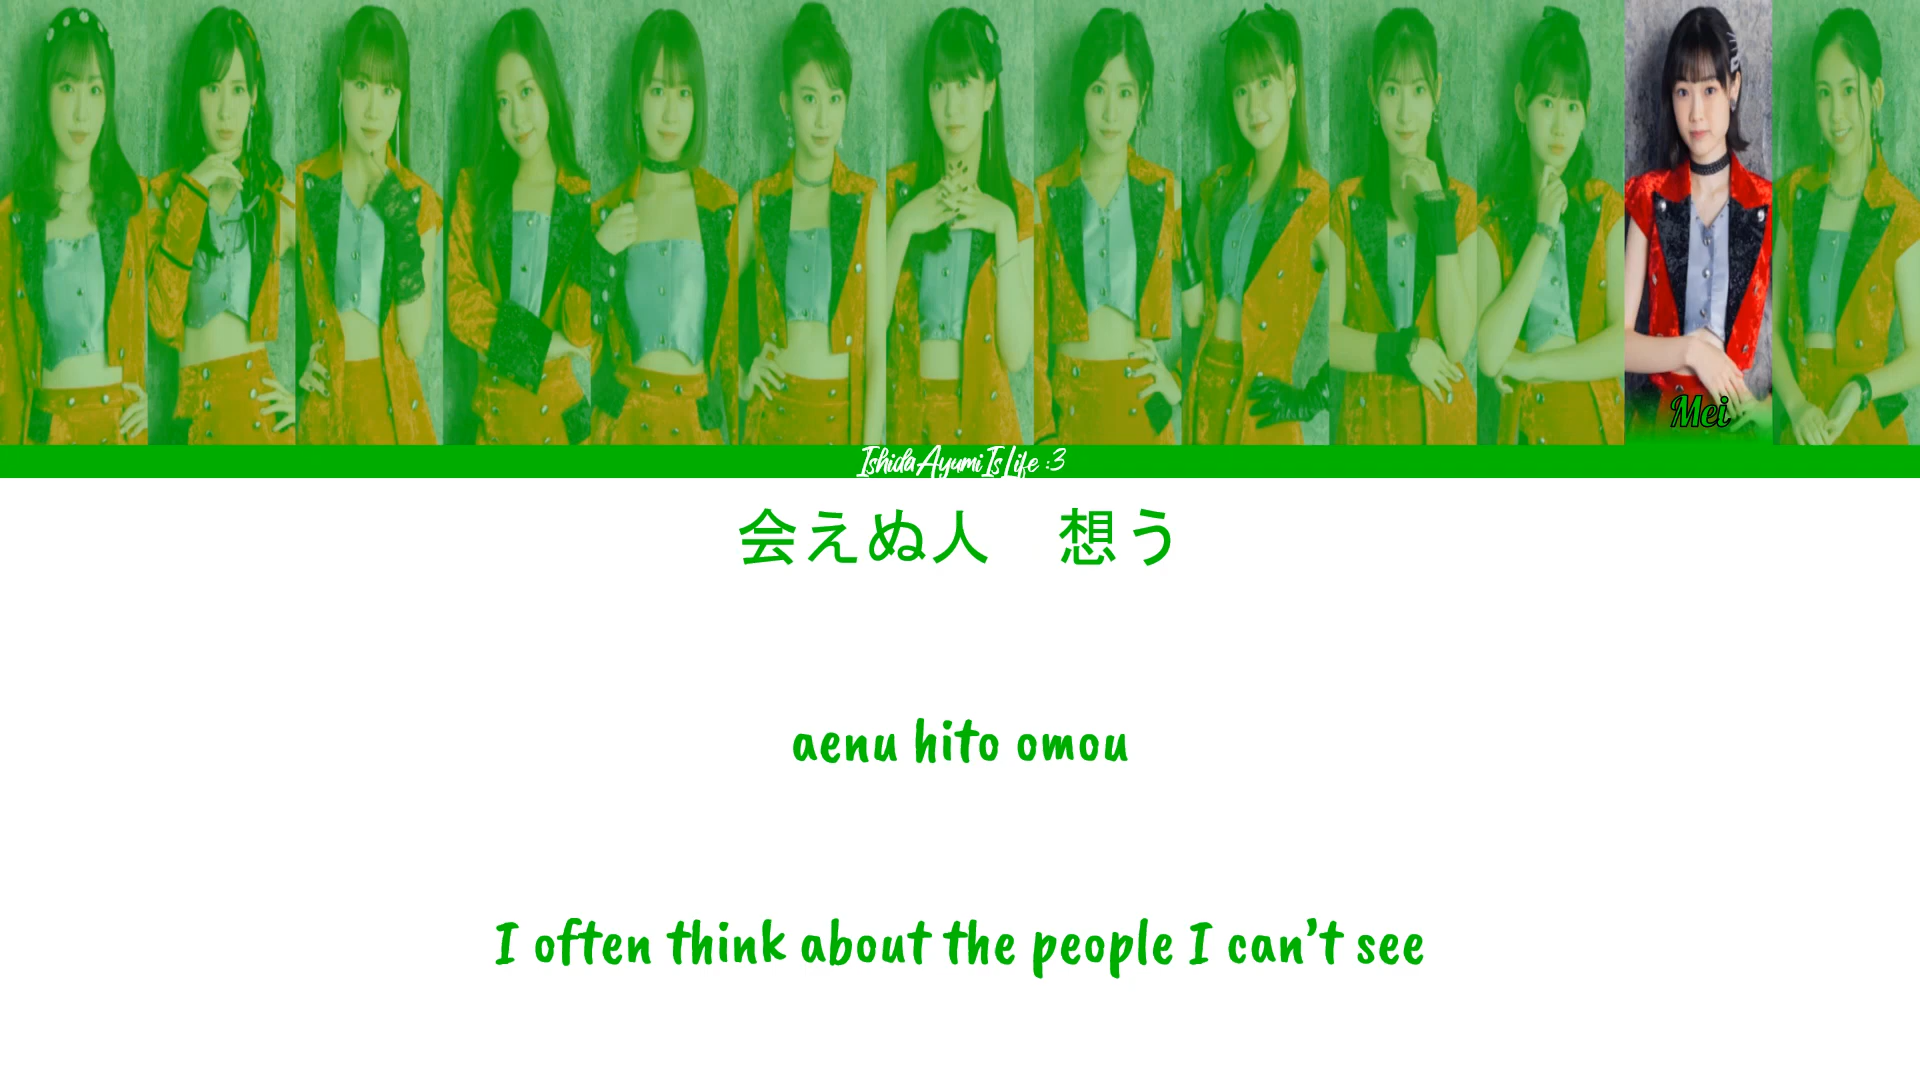 Mei
Ishida Ayumi Is Life :3
会えぬ人　想う
aenu hito omou
I often think about the people I can't see